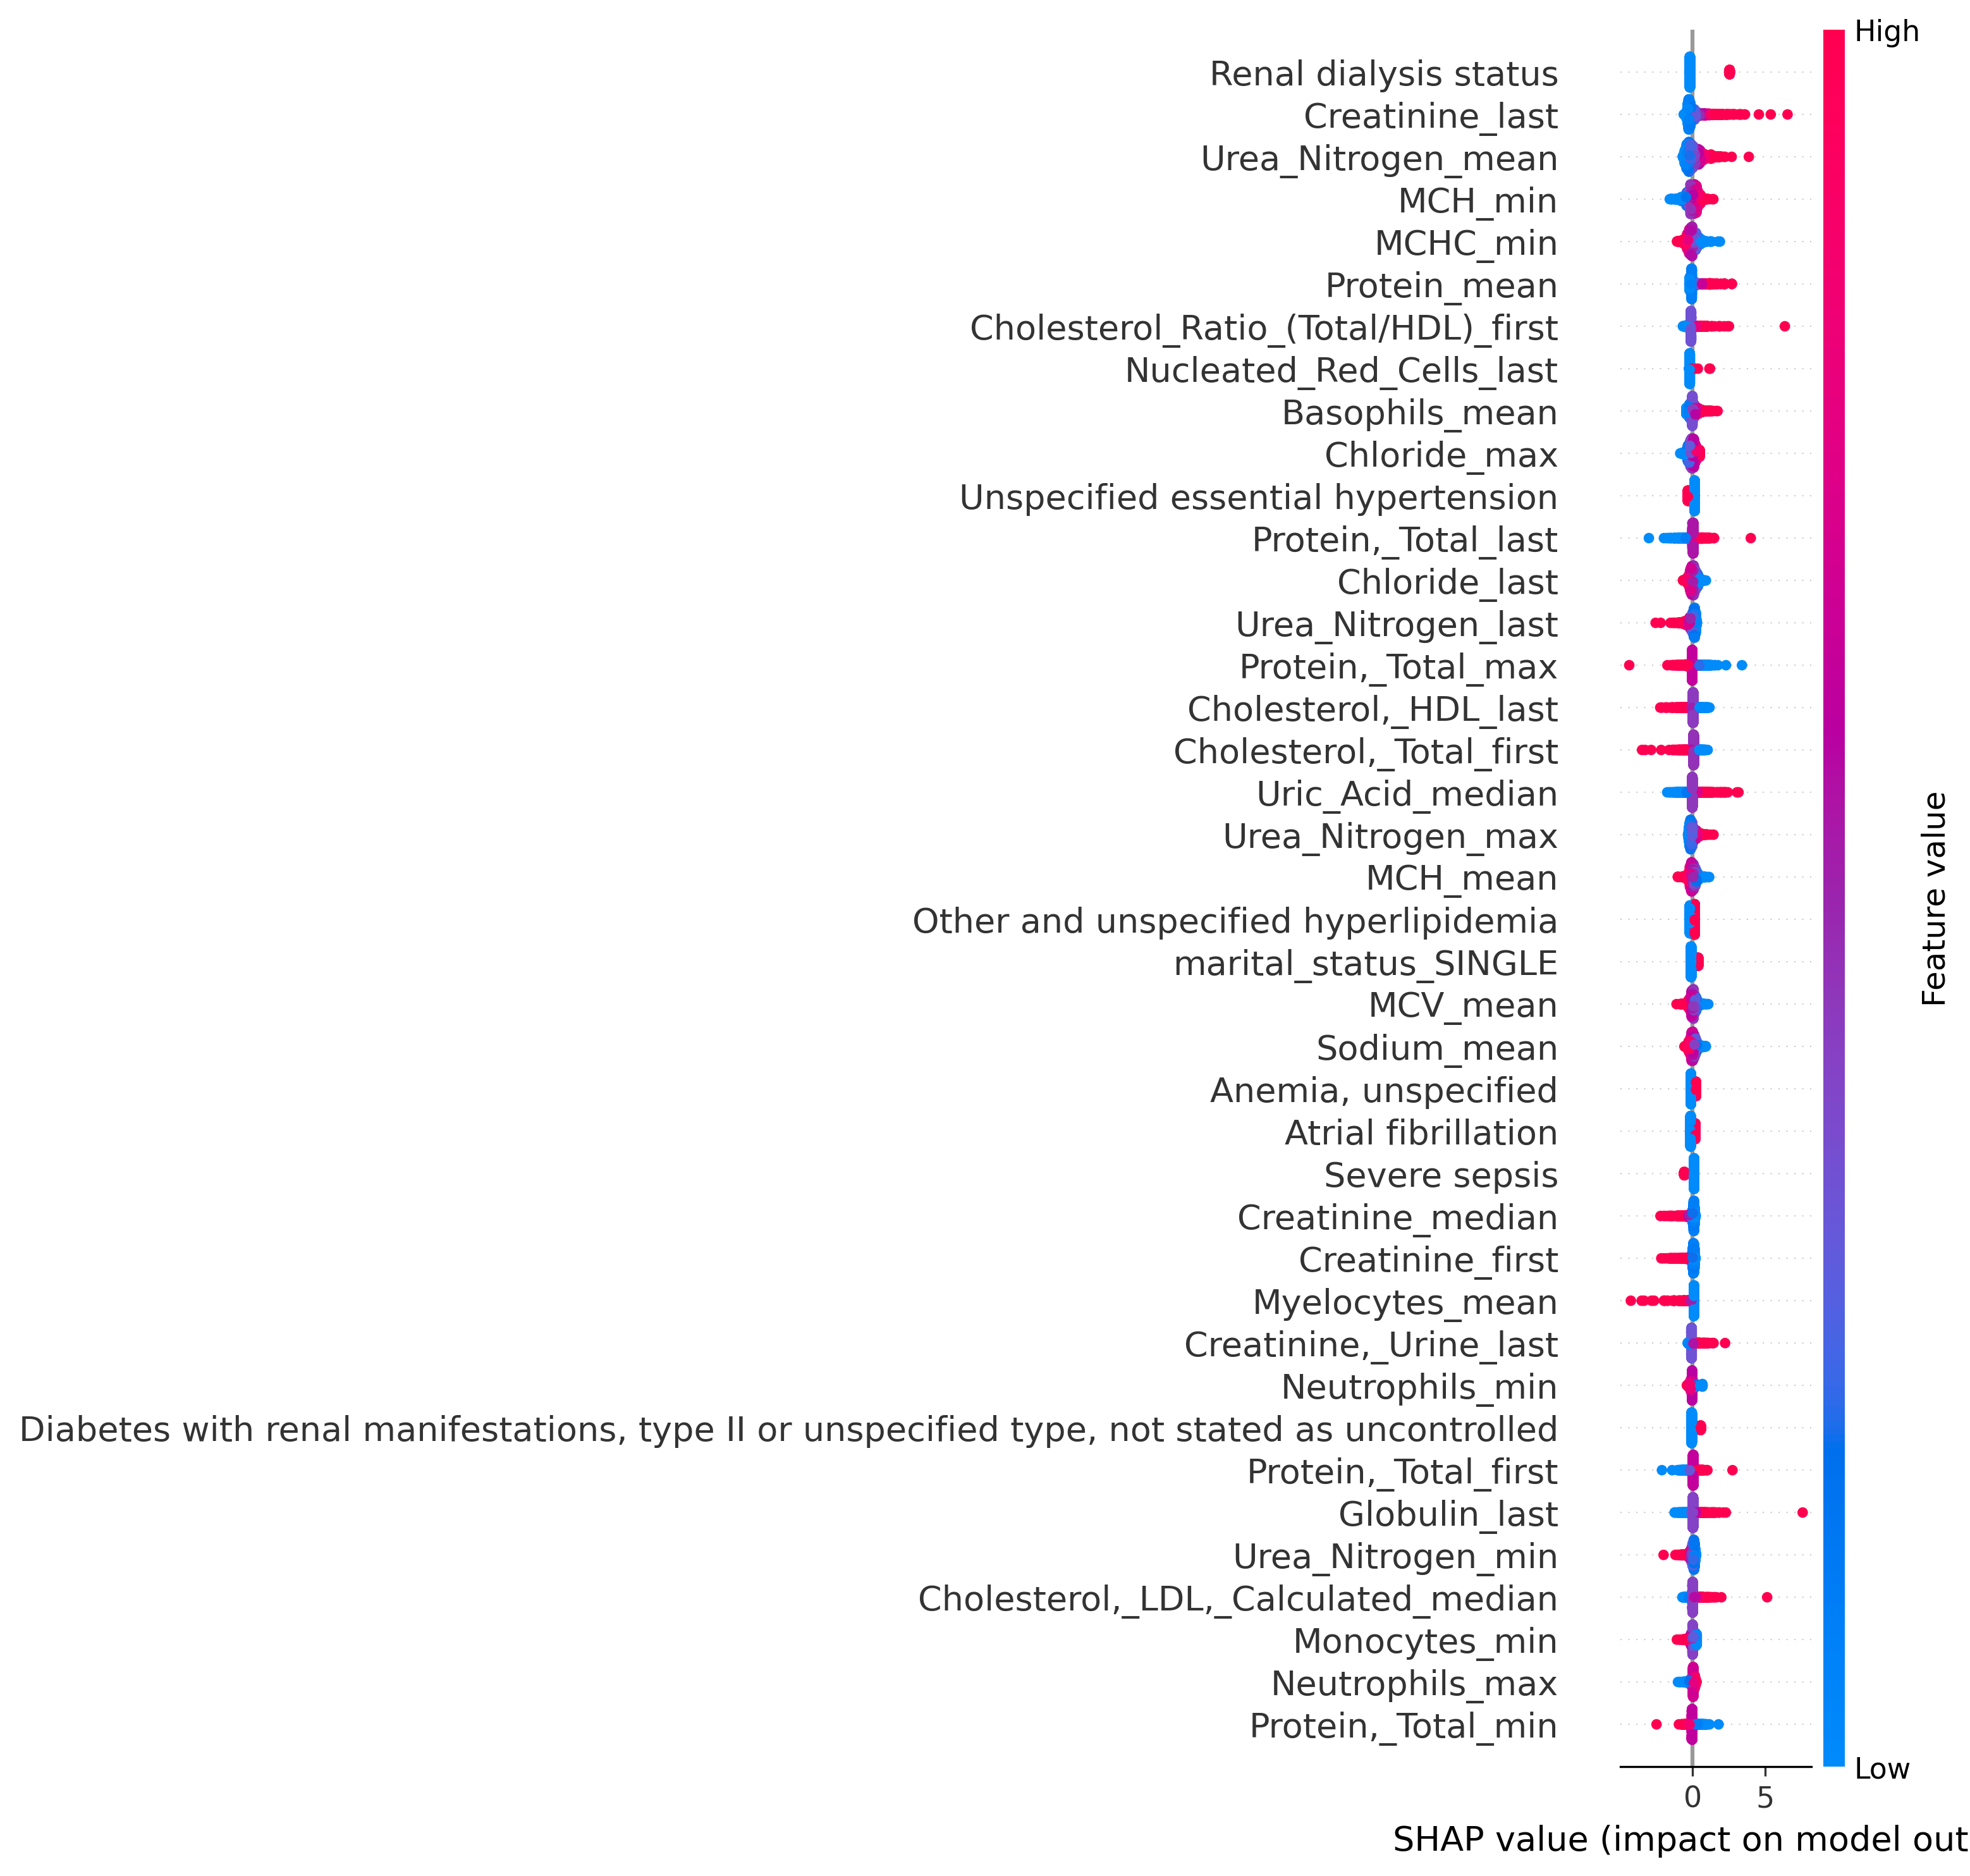 High
Renal dialysis status
Creatinine_last
Urea_Nitrogen_mean
MCH_min
MCHC_min
Protein_mean
Cholesterol_Ratio_(Total/HDL)_first
Nucleated_Red_Cells_last
Basophils_mean
Chloride_max
Unspecified essential hypertension
Protein,_Total_last
Chloride_last
Urea_Nitrogen_last
Protein,_Total_max
Cholesterol,_HDL_last
Cholesterol,_Total_first
Uric_Acid_median
Urea_Nitrogen_max
MCH_mean
Other and unspecified hyperlipidemia
marital_status_SINGLE
MCV_mean
Sodium_mean
Anemia, unspecified
Atrial fibrillation
Severe sepsis
Creatinine_median
Creatinine_first
Myelocytes_mean
Creatinine,_Urine_last
Neutrophils_min
Diabetes with renal manifestations, type II or unspecified type, not stated as uncontrolled
Protein,_Total_first
Globulin_last
Urea_Nitrogen_min
Cholesterol,_LDL,_Calculated_median
Monocytes_min
Neutrophils_max
Protein,_Total_min
Feature value
Low
0 5
SHAP value (impact on model out